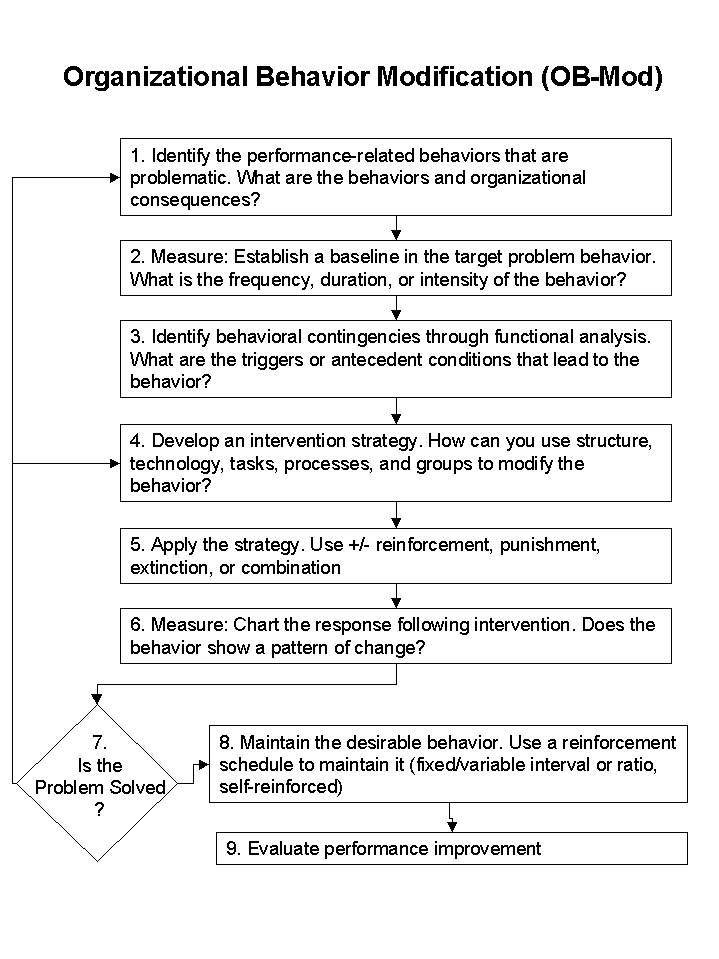 Organizational Behavior Modification (OB-Mod)
1. Identify the performance-related behaviors that are
problematic. What are the behaviors and organizational
consequences?
2. Measure: Establish a baseline in the target problem behavior.
What is the frequency, duration, or intensity of the behavior?
3. Identify behavioral contingencies through functional analysis.
What are the triggers or antecedent conditions that lead to the
behavior?
4. Develop an intervention strategy. How can you use structure,
technology, tasks, processes, and groups to modify the
behavior?
5. Apply the strategy. Use +/- reinforcement, punishment,
extinction, or combination
6. Measure: Chart the response following intervention. Does the
behavior show a pattern of change?
7.
Is the
Problem Solved
?
8. Maintain the desirable behavior. Use a reinforcement
schedule to maintain it (fixed/variable interval or ratio,
self-reinforced)
9. Evaluate performance improvement